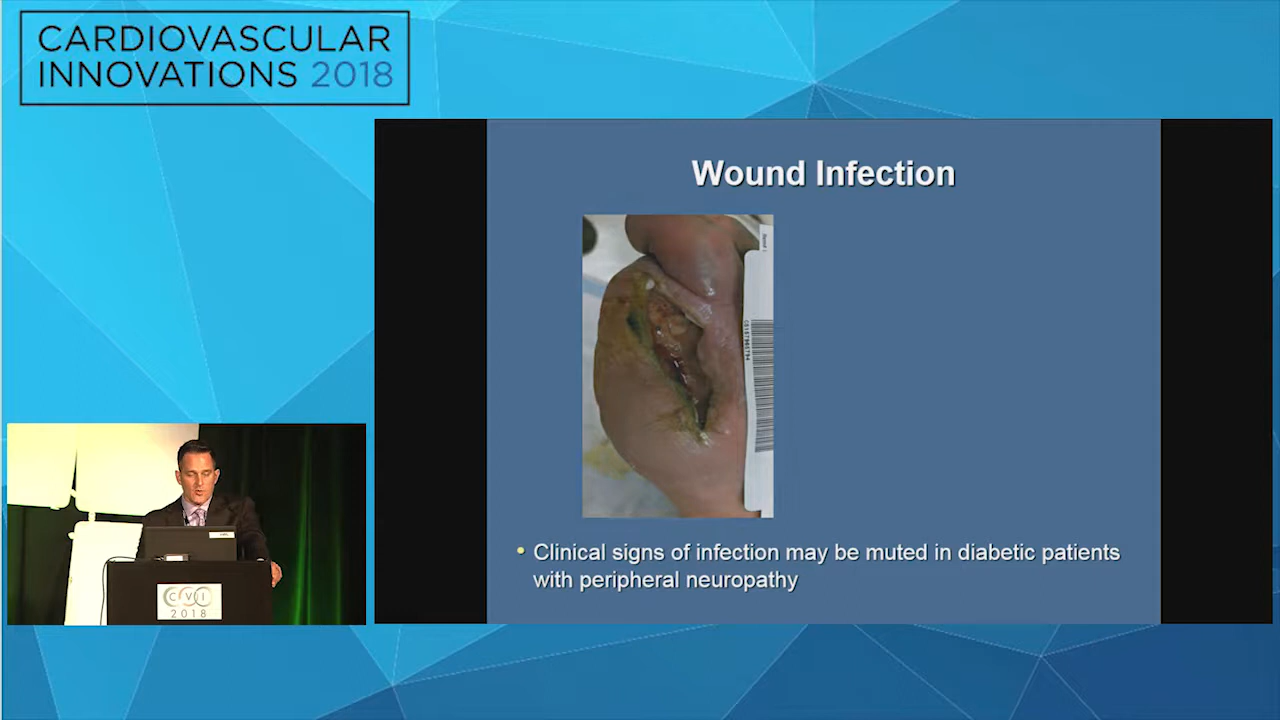 CARDIOVASCULAR
INNOVATIONS 2018
Wound Infection
• Clinical signs of infection may be muted in diabetic patients
with peripheral neuropathy
CVI
2018